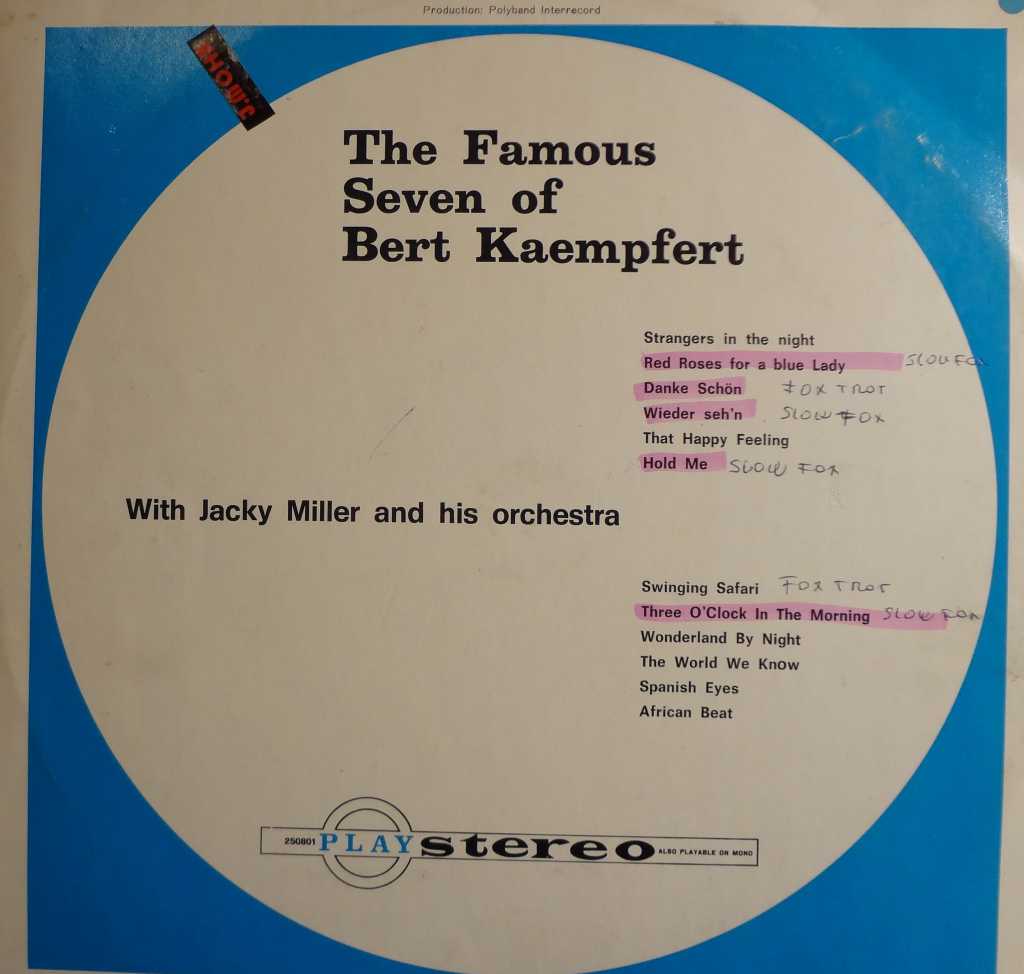 Production: Polyband Interrecord
SHOW'S
The Famous
Seven of
Bert Kaempfert
Strangers in the night
Red Roses for a blue Lady SLOW FOX
Danke Schön FOX TROT
Wieder seh'n SLOW FOX
That Happy Feeling
Hold Me SLOW FOX
With Jacky Miller and his orchestra
Swinging Safari FOX TROT
Three O'Clock In The Morning SLOW FOX
Wonderland By Night
The World We Know
Spanish Eyes
African Beat
250801 PLAY stereo ALSO PLAYABLE ON MONO